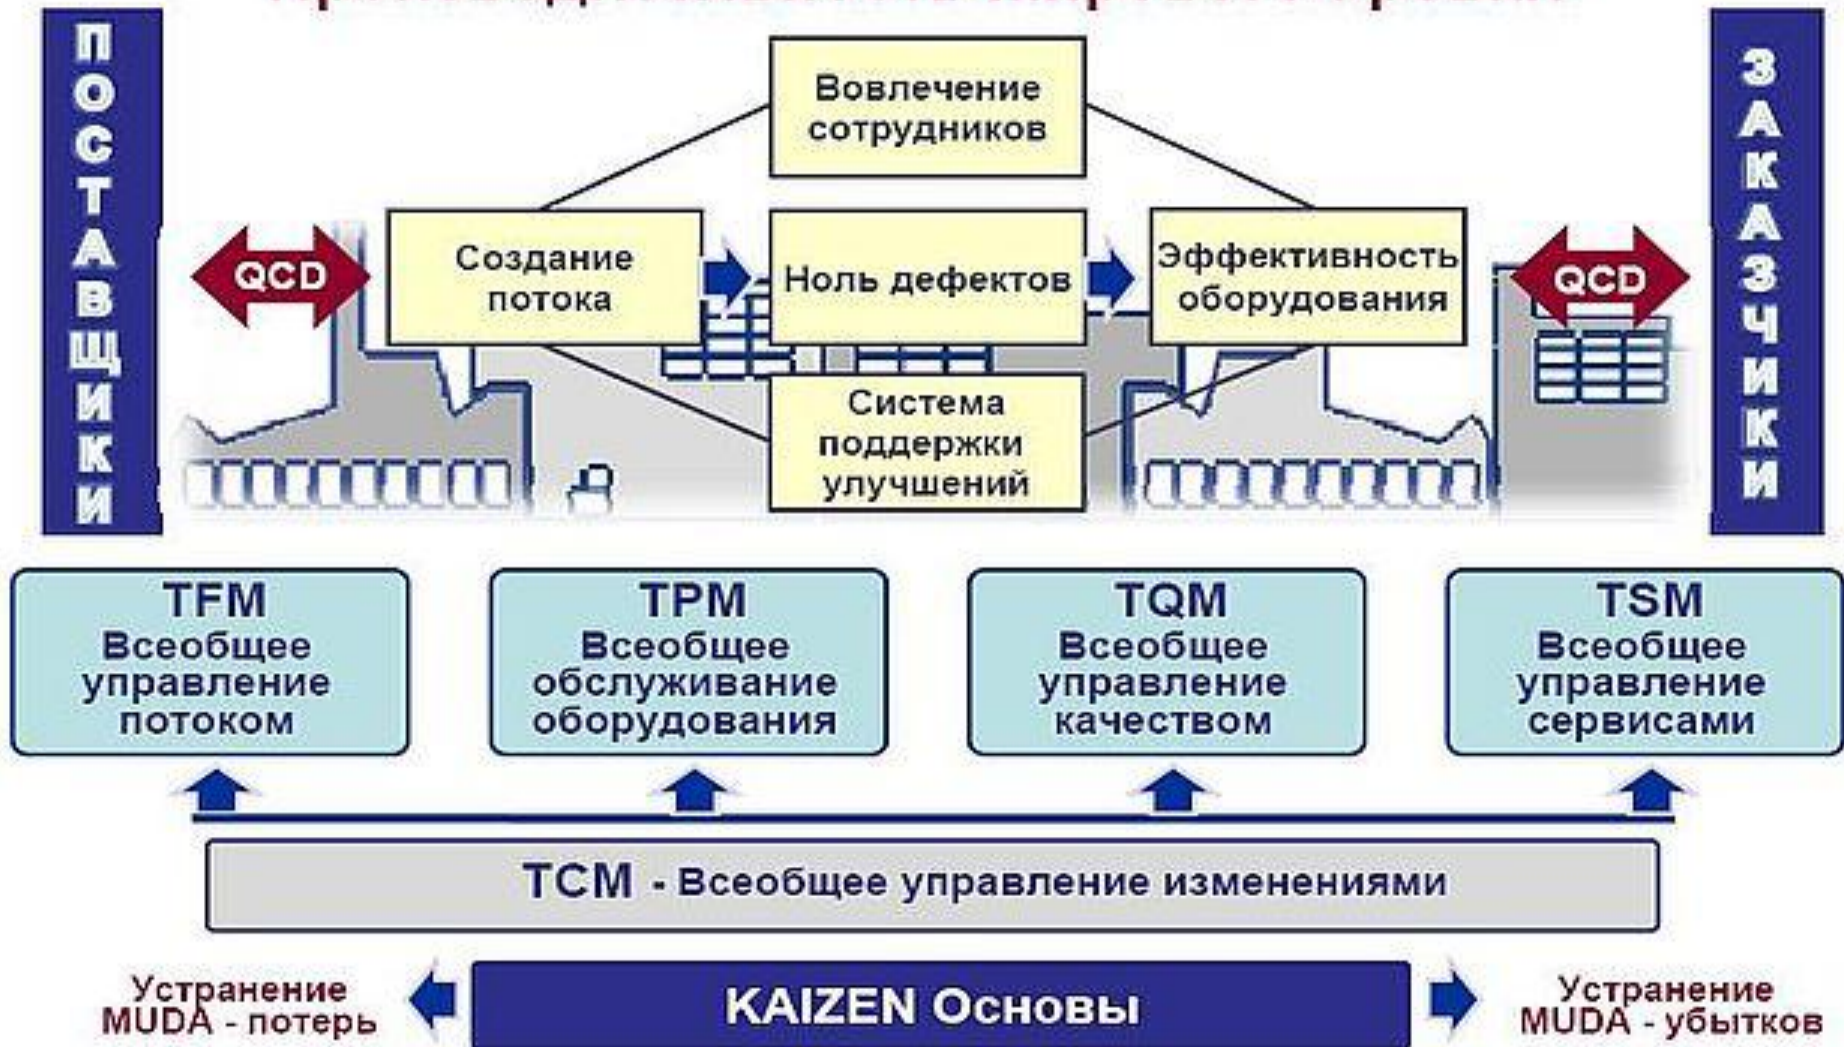 ПОСТАВЩИКИ
ЗАКАЗЧИКИ
Вовлечение
сотрудников
QCD
Создание
потока
Ноль дефектов
Эффективность
оборудования
QCD
Система
поддержки
улучшений
TFM
Всеобщее
управление
потоком
TPM
Всеобщее
обслуживание
оборудования
TQM
Всеобщее
управление
качеством
TSM
Всеобщее
управление
сервисами
TCM - Всеобщее управление изменениями
Устранение
MUDA - потерь
KAIZEN Основы
Устранение
MUDA - убытков